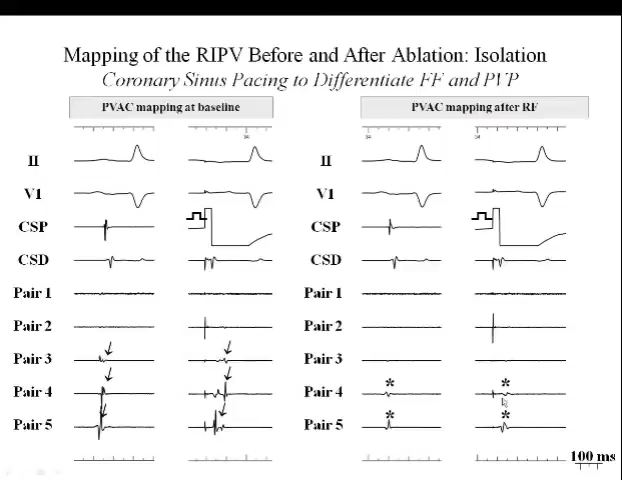 Mapping of the RIPV Before and After Ablation: Isolation
Coronary Sinus Pacing to Differentiate FF and PVP
PVAC mapping at baseline
PVAC mapping after RF
II
II
V1
V1
CSP
CSP
CSD
CSD
Pair 1
Pair 1
Pair 2
Pair 2
Pair 3
Pair 3
Pair 4
* *
Pair 4
Pair 5
* *
Pair 5
100 ms